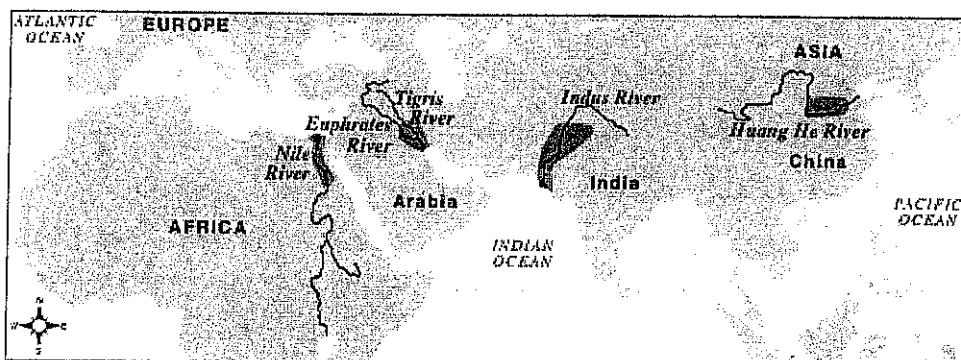 ATLANTIC
OCEAN
EUROPE
ASIA
Tigris
River
Euphrates
River
Indus River
Huang He River
China
Nile
River
India
Arabia
PACIFIC
OCEAN
AFRICA
INDIAN
OCEAN
N
W
E
S